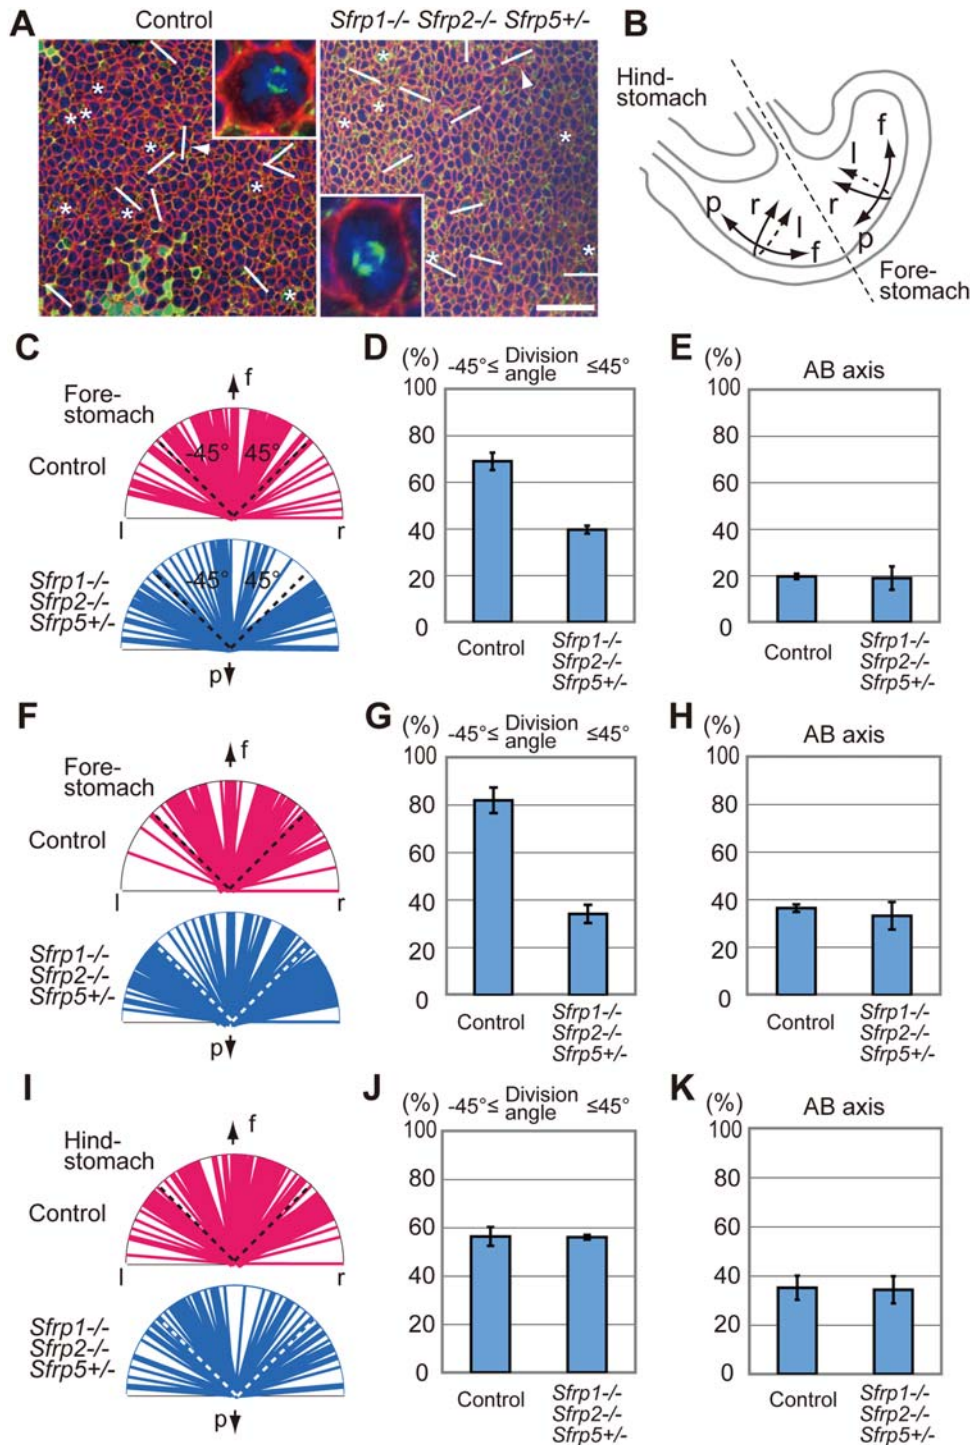 A
Control
Sfrp1-/- Sfrp2-/- Sfrp5+/-
* * * * * * * *
* * * * * *
B
Hind-
stomach
f
l
r
p
p
r
l
f
Fore-
stomach
C
Fore-
stomach
f
-45° 45°
Control
l
r
-45° 45°
Sfrp1-/-
Sfrp2-/-
Sfrp5+/-
p
D
(%)
-45°≤ Division angle ≤45°
100
80
60
40
20
0
Control
Sfrp1-/-
Sfrp2-/-
Sfrp5+/-
E
(%)
AB axis
100
80
60
40
20
0
Control
Sfrp1-/-
Sfrp2-/-
Sfrp5+/-
F
Fore-
stomach
f
Control
l
r
Sfrp1-/-
Sfrp2-/-
Sfrp5+/-
p
G
(%)
-45°≤ Division angle ≤45°
100
80
60
40
20
0
Control
Sfrp1-/-
Sfrp2-/-
Sfrp5+/-
H
(%)
AB axis
100
80
60
40
20
0
Control
Sfrp1-/-
Sfrp2-/-
Sfrp5+/-
I
Hind-
stomach
f
Control
l
r
Sfrp1-/-
Sfrp2-/-
Sfrp5+/-
p
J
(%)
-45°≤ Division angle ≤45°
100
80
60
40
20
0
Control
Sfrp1-/-
Sfrp2-/-
Sfrp5+/-
K
(%)
AB axis
100
80
60
40
20
0
Control
Sfrp1-/-
Sfrp2-/-
Sfrp5+/-